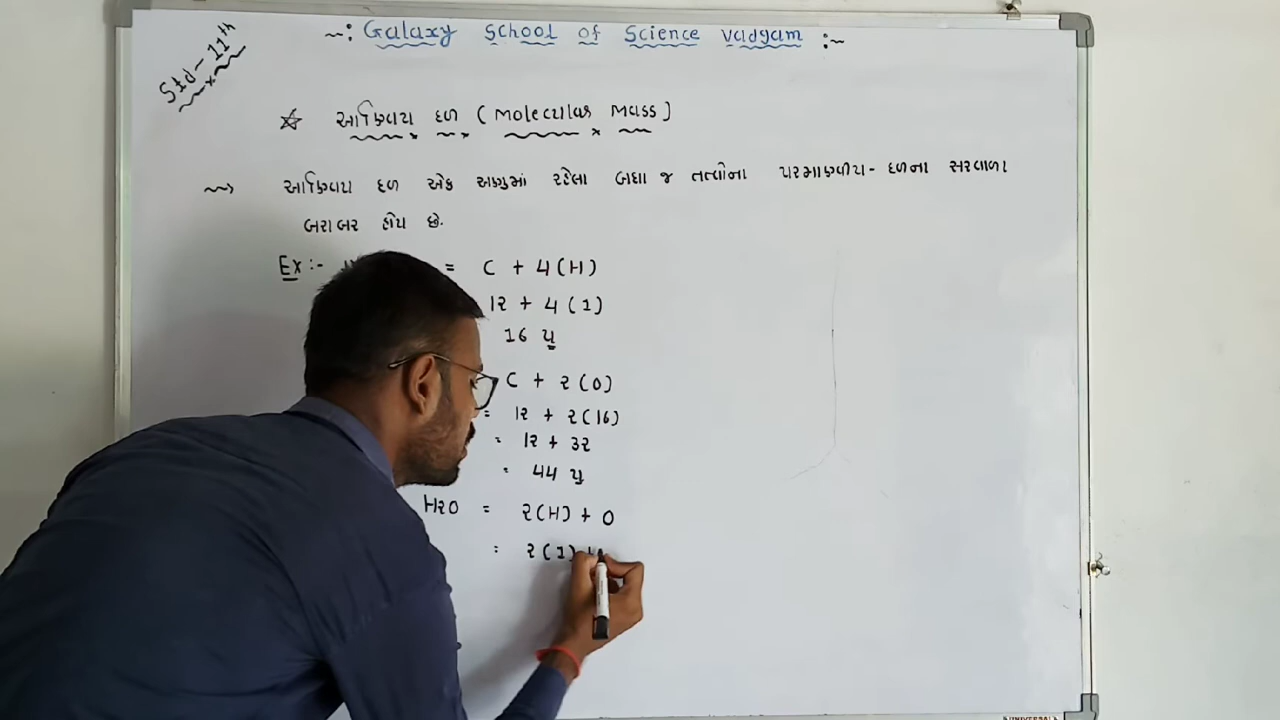 ~: Galaxy School of Science Vadgam :~
Std - 11th
☆ આણ્વિય દળ (Molecular Mass)
~> આણ્વિય દળ એક અણુમાં રહેલા બધા જ તત્વોના પરમાણ્વીય - દળના સરવાળા
બરાબર હોય છે.
Ex :- = C + 4(H)
12 + 4(1)
16 યુ
C + 2(O)
= 12 + 2(16)
= 12 + 32
= 44 યુ
H2O = 2(H) + O
= 2(1) +
UNIVERSAL